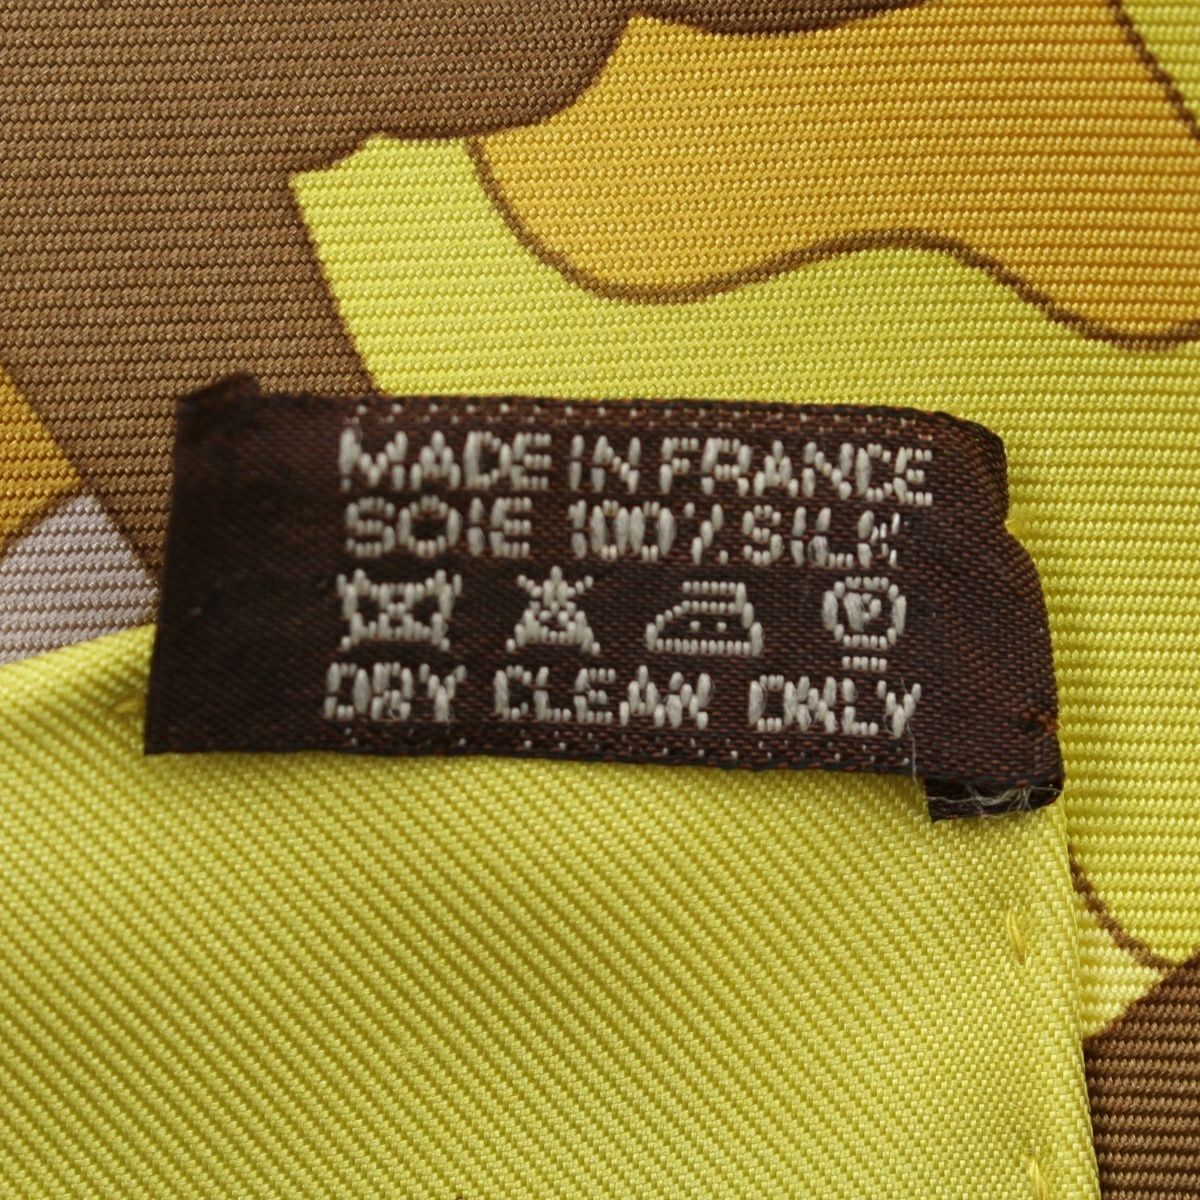 MADE IN FRANCE
SOIE 100% SILK
P
DRY CLEAN ONLY